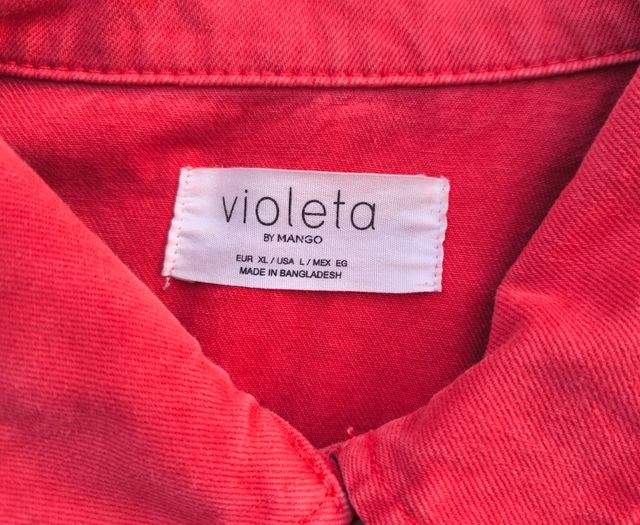 violeta
BY MANGO
EUR XL / USA L / MEX EG
MADE IN BANGLADESH